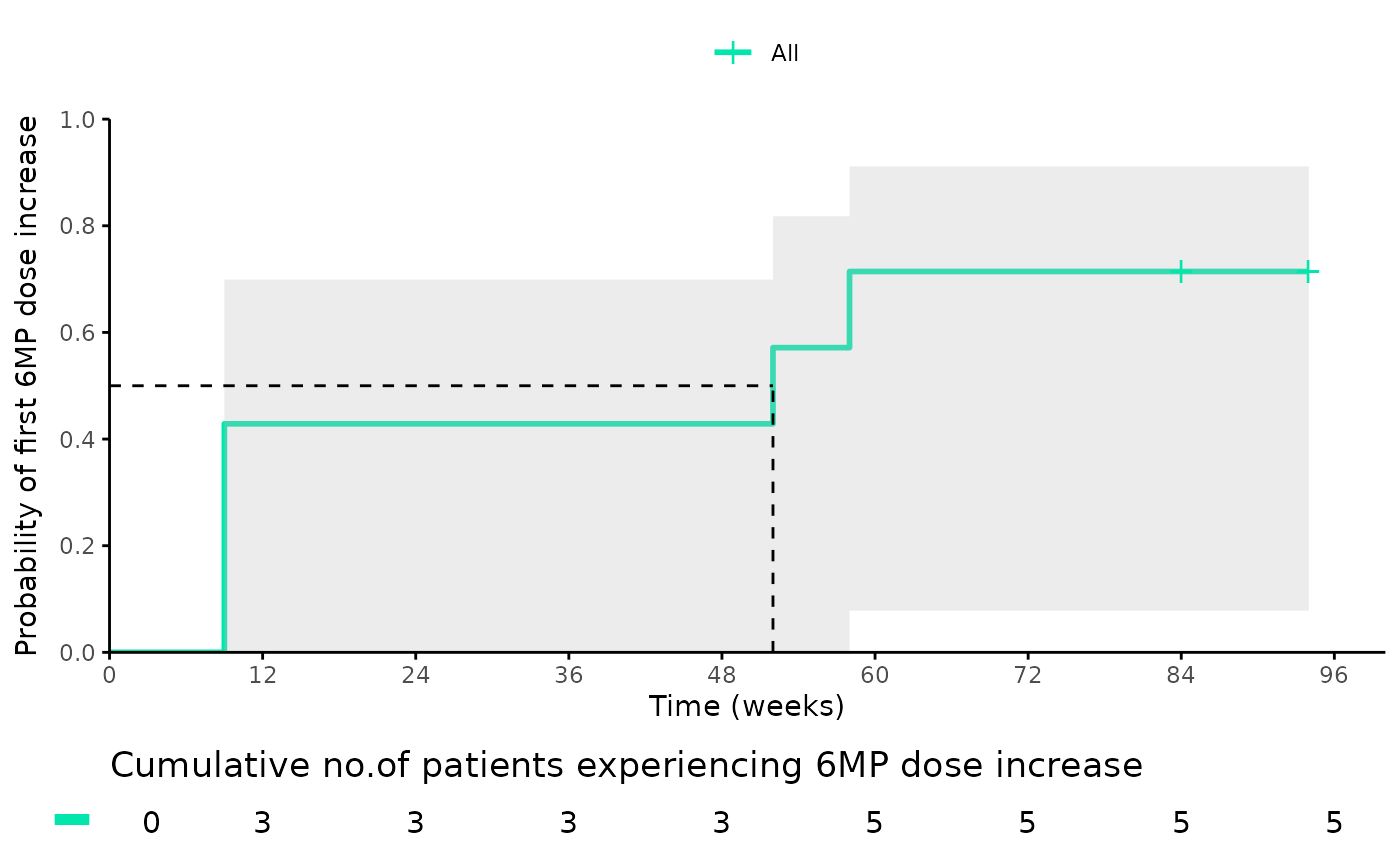 All
Probability of first 6MP dose increase
1.0
0.8
0.6
0.4
0.2
0.0
0 12 24 36 48 60 72 84 96
Time (weeks)
Cumulative no.of patients experiencing 6MP dose increase
0 3 3 3 3 5 5 5 5